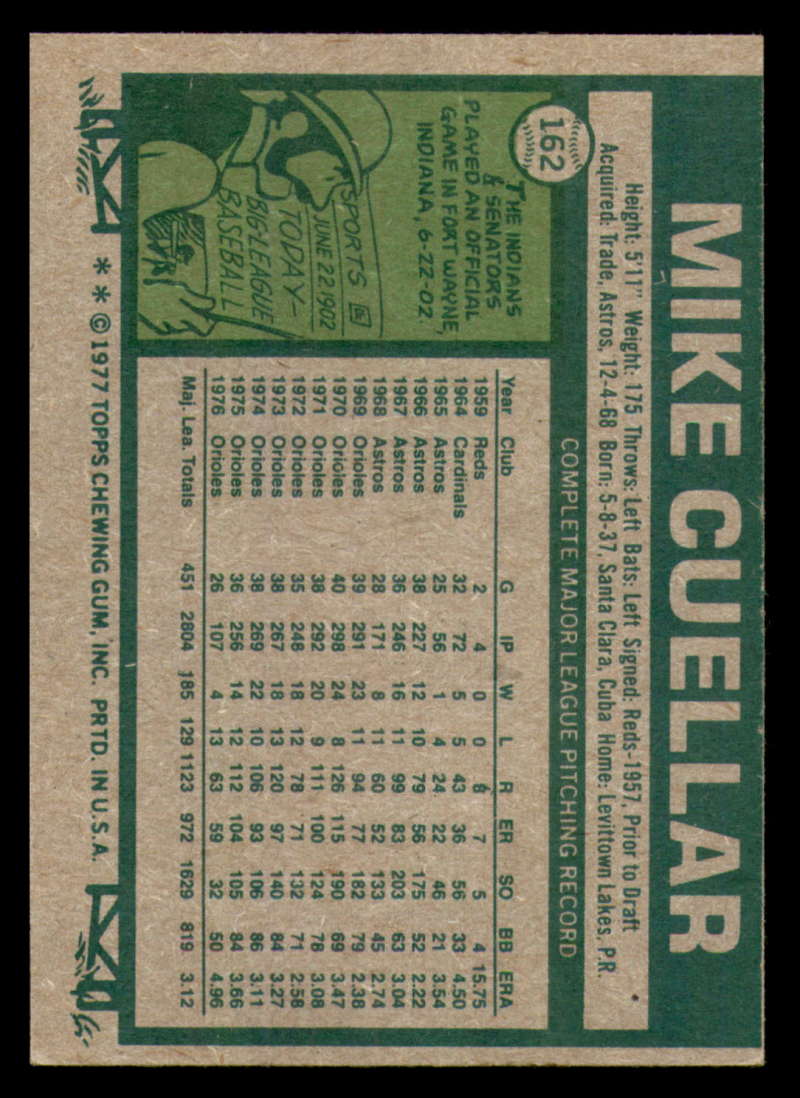 MIKE CUELLAR
Height: 5'11" Weight: 175 Throws: Left Bats: Left Signed: Reds-1957, Prior to Draft
Acquired: Trade, Astros, 12-4-68 Born: 5-8-37, Santa Clara, Cuba Home: Levittown Lakes, P.R.
162
THE INDIANS
& SENATORS
PLAYED AN OFFICIAL
GAME IN FORT WAYNE,
INDIANA, 6-22-02.
SPORTS
JUNE 22, 1902
TODAY-
BIG-LEAGUE
BASEBALL
COMPLETE MAJOR LEAGUE PITCHING RECORD
Year Club G IP W L R ER SO BB ERA
1959 Reds 2 4 0 0 8 7 5 4 15.75
1964 Cardinals 32 72 5 5 43 36 56 33 4.50
1965 Astros 25 56 1 4 24 22 46 21 3.54
1966 Astros 38 227 12 10 79 56 175 52 2.22
1967 Astros 36 246 16 11 99 83 203 63 3.04
1968 Astros 28 171 8 11 60 52 133 45 2.74
1969 Orioles 39 291 23 11 94 77 182 79 2.38
1970 Orioles 40 298 24 8 126 115 190 69 3.47
1971 Orioles 38 292 20 9 111 100 124 78 3.08
1972 Orioles 35 248 18 12 78 71 132 71 2.58
1973 Orioles 38 267 18 13 120 97 140 84 3.27
1974 Orioles 38 269 22 10 106 93 106 86 3.11
1975 Orioles 36 256 14 12 112 104 105 84 3.66
1976 Orioles 26 107 4 13 63 59 32 50 4.96
Maj. Lea. Totals 451 2804 185 129 1123 972 1629 819 3.12
* * © 1977 TOPPS CHEWING GUM, INC. PRTD. IN U.S.A.